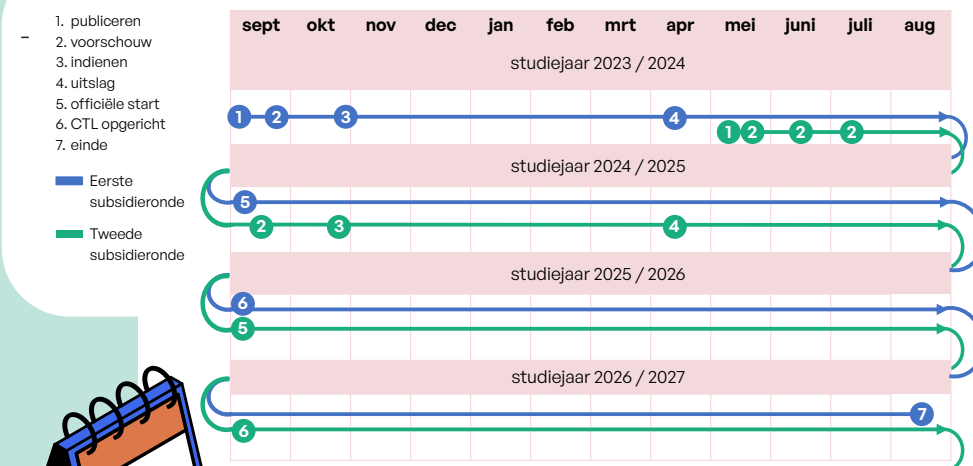 1. publiceren
2. voorschouw
3. indienen
4. uitslag
5. officiële start
6. CTL opgericht
7. einde
Eerste
subsidieronde
Tweede
subsidieronde
–
sept okt nov dec jan feb mrt apr mei juni juli aug
studiejaar 2023 / 2024
1 2 3 4
1 2 2 2
studiejaar 2024 / 2025
5
2 3 4
studiejaar 2025 / 2026
6
5
studiejaar 2026 / 2027
7
6